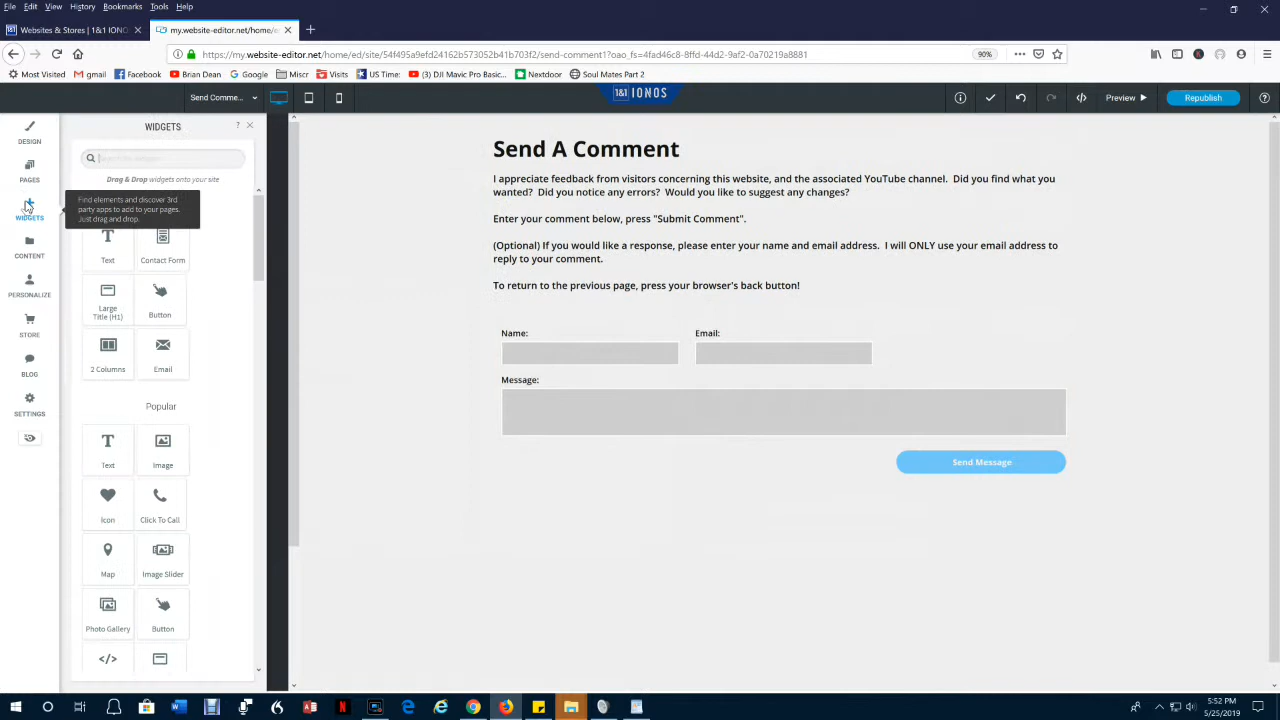 File Edit View History Bookmarks Tools Help
Websites & Stores | 1&1 IONO
my.website-editor.net/home/e
https://my.website-editor.net/home/ed/site/54f495a9efd24162b573052b41b703f2/send-comment?oao_fs=4fad46c8-8ffd-44d2-9af2-0a70219a8881
90%
Most Visited gmail Facebook Brian Dean Google Miscr Visits US Time: (3) DJI Mavic Pro Basic... Nextdoor Soul Mates Part 2
Send Comme...
1&1 IONOS
Preview
Republish
DESIGN
PAGES
WIDGETS
CONTENT
PERSONALIZE
STORE
BLOG
SETTINGS
WIDGETS
?
Drag & Drop widgets onto your site
Find elements and discover 3rd
party apps to add to your pages.
Just drag and drop.
Text
Contact Form
Large
Title (H1)
Button
2 Columns
Email
Popular
Text
Image
Icon
Click To Call
Map
Image Slider
Photo Gallery
Button
Send A Comment
I appreciate feedback from visitors concerning this website, and the associated YouTube channel. Did you find what you
wanted? Did you notice any errors? Would you like to suggest any changes?
Enter your comment below, press "Submit Comment".
(Optional) If you would like a response, please enter your name and email address. I will ONLY use your email address to
reply to your comment.
To return to the previous page, press your browser's back button!
Name:
Email:
Message:
Send Message
5:52 PM
5/25/2019